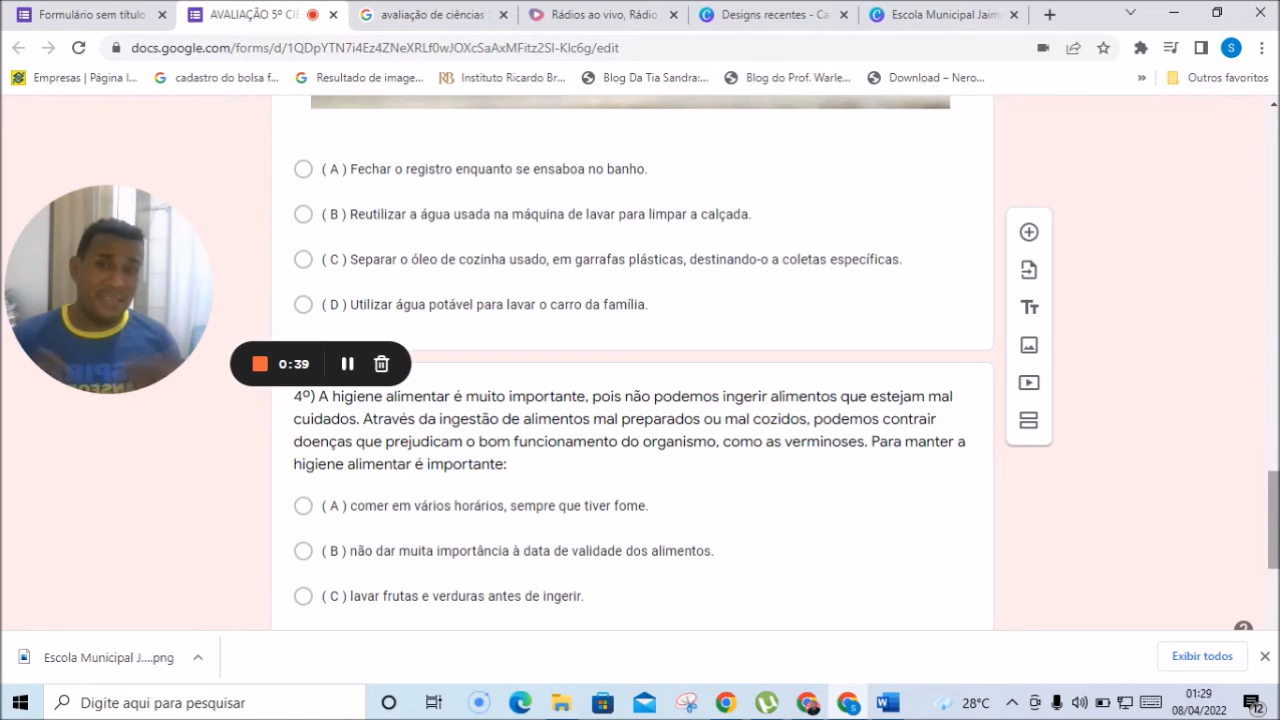 Formulário sem título
AVALIAÇÃO 5º CIÊ
avaliação de ciências
Rádios ao vivo, Rádio
Designs recentes - Ca
Escola Municipal Jaim
docs.google.com/forms/d/1QDpYTN7i4Ez4ZNeXRLf0wJOXcSaAxMFitz2Sl-KIc6g/edit
S
Empresas | Página I...
cadastro do bolsa f...
Resultado de image...
Instituto Ricardo Br...
Blog Da Tia Sandra:...
Blog do Prof. Warle...
Download – Nero...
»
Outros favoritos
( A ) Fechar o registro enquanto se ensaboa no banho.
( B ) Reutilizar a água usada na máquina de lavar para limpar a calçada.
( C ) Separar o óleo de cozinha usado, em garrafas plásticas, destinando-o a coletas específicas.
( D ) Utilizar água potável para lavar o carro da família.
0:39
4º) A higiene alimentar é muito importante, pois não podemos ingerir alimentos que estejam mal
cuidados. Através da ingestão de alimentos mal preparados ou mal cozidos, podemos contrair
doenças que prejudicam o bom funcionamento do organismo, como as verminoses. Para manter a
higiene alimentar é importante:
( A ) comer em vários horários, sempre que tiver fome.
( B ) não dar muita importância à data de validade dos alimentos.
( C ) lavar frutas e verduras antes de ingerir.
Tт
Escola Municipal J....png
Exibir todos
Digite aqui para pesquisar
28°C
01:29
08/04/2022
12